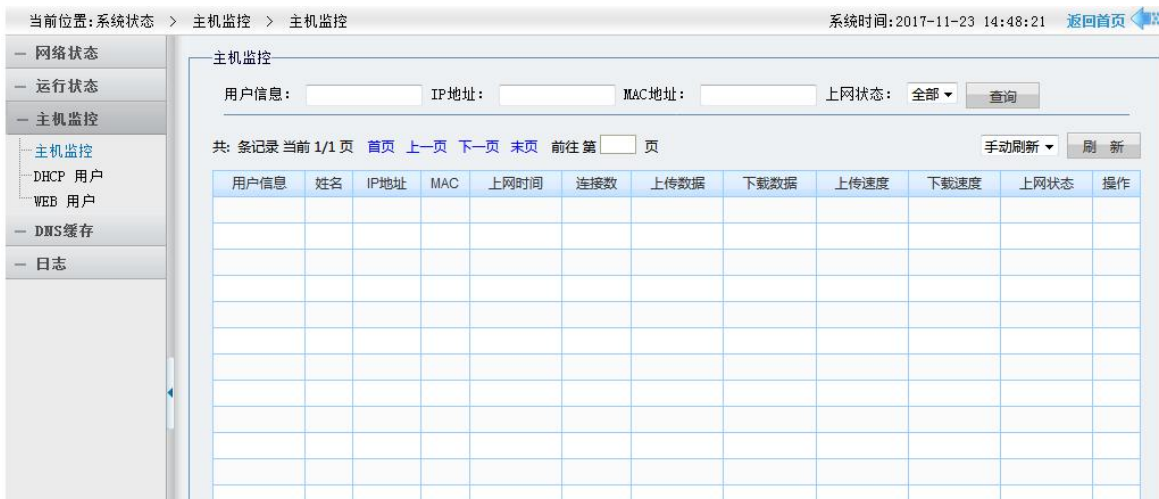 当前位置:系统状态 > 主机监控 > 主机监控 系统时间:2017-11-23 14:48:21 返回首页
网络状态
运行状态
主机监控
主机监控
DHCP 用户
WEB 用户
DNS缓存
日志
主机监控
用户信息: IP地址: MAC地址: 上网状态: 全部 查询
共: 条记录 当前 1/1 页 首页 上一页 下一页 末页 前往 第 页 手动刷新 刷 新
用户信息 姓名 IP地址 MAC 上网时间 连接数 上传数据 下载数据 上传速度 下载速度 上网状态 操作